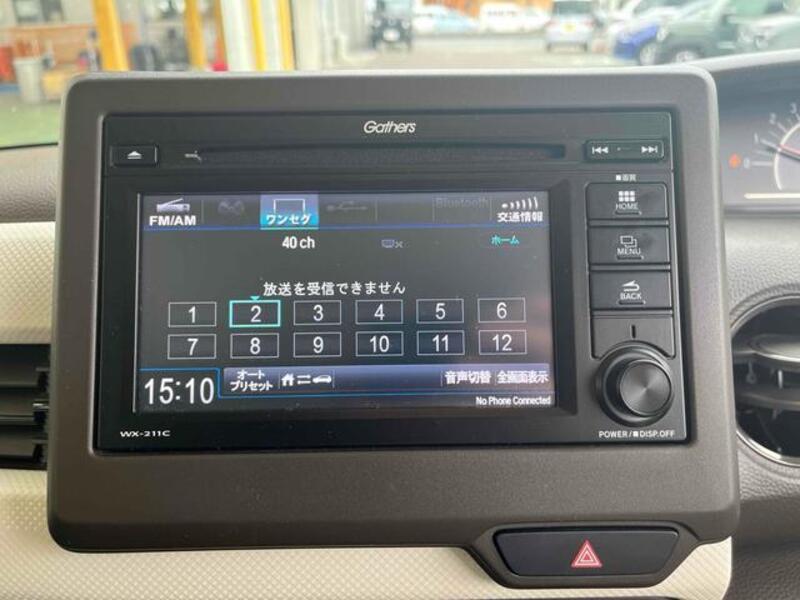 Gathers
FM/AM ワンセグ Bluetooth 交通情報
40 ch ホーム
放送を受信できません
1 2 3 4 5 6
7 8 9 10 11 12
15:10 オート プリセット 音声切替 全画面表示
No Phone Connected
■画質
HOME
MENU
BACK
WX-211C
POWER/■DISP.OFF